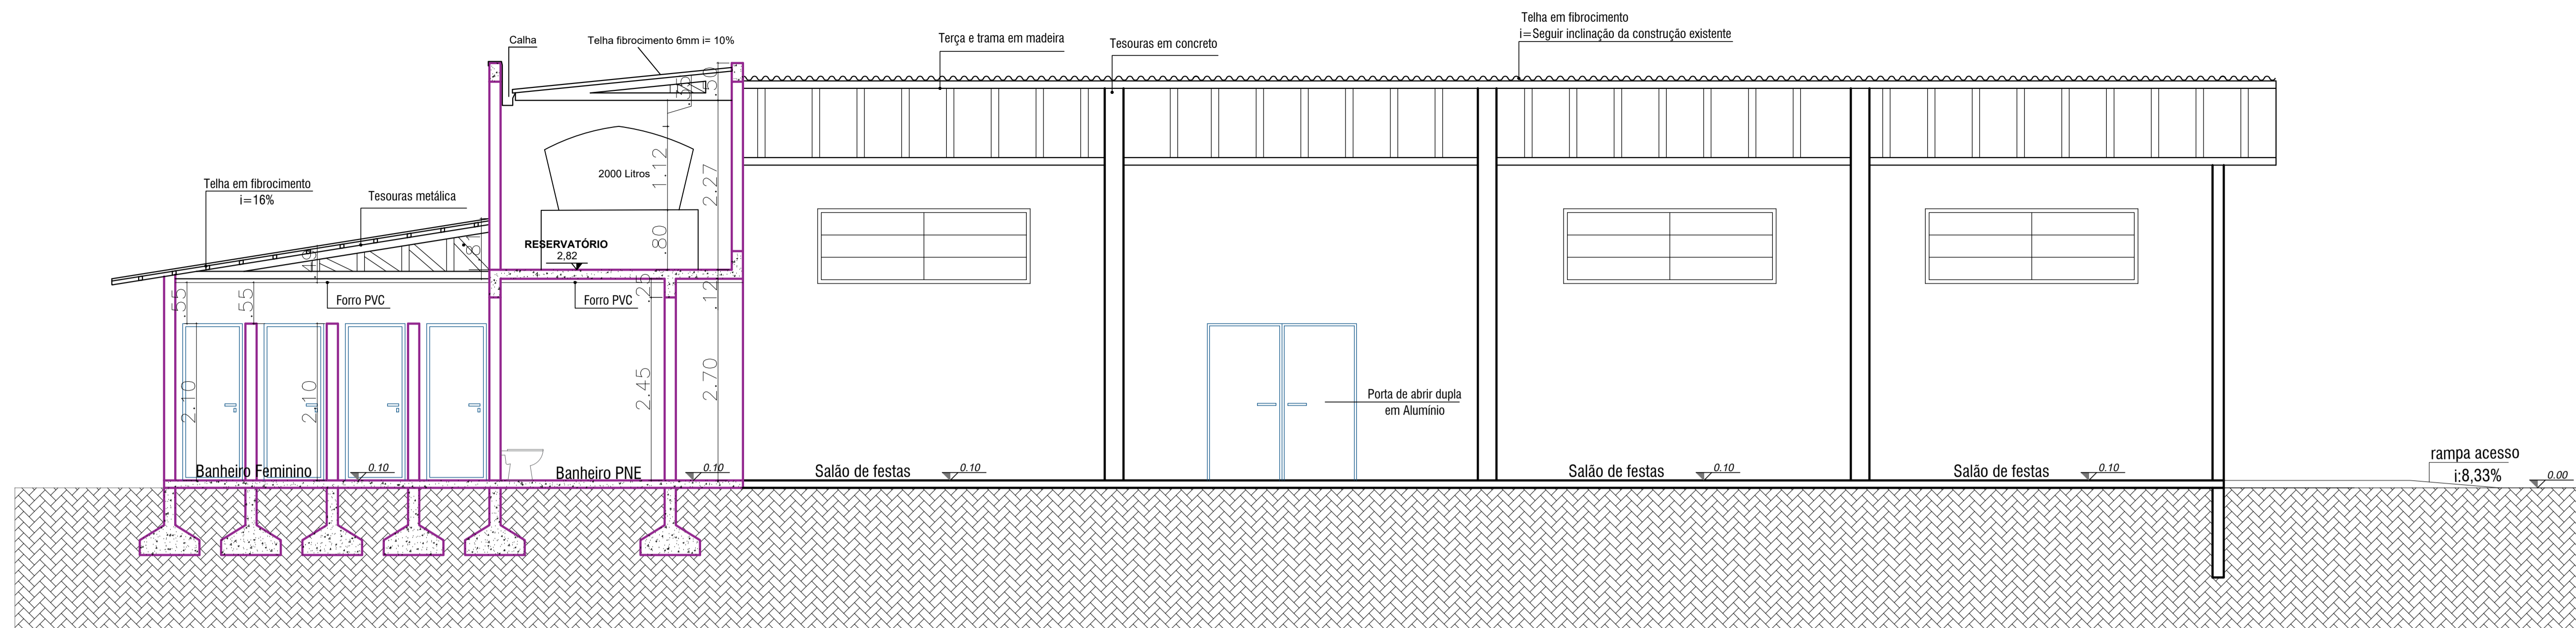 Telha em fibrocimento
i=Seguir inclinação da construção existente
Calha
Telha fibrocimento 6mm i= 10%
Terça e trama em madeira
Tesouras em concreto
.50
2000 Litros
1.12
2.27
Telha em fibrocimento
i=16%
Tesouras metálica
.80
RESERVATÓRIO
2,82
Forro PVC
Forro PVC
.55
.55
.25
.12
2.10
2.10
2.45
2.70
Porta de abrir dupla
em Alumínio
Banheiro Feminino
0.10
Banheiro PNE
0.10
Salão de festas
0.10
Salão de festas
0.10
Salão de festas
0.10
rampa acesso
i:8,33%
0.00